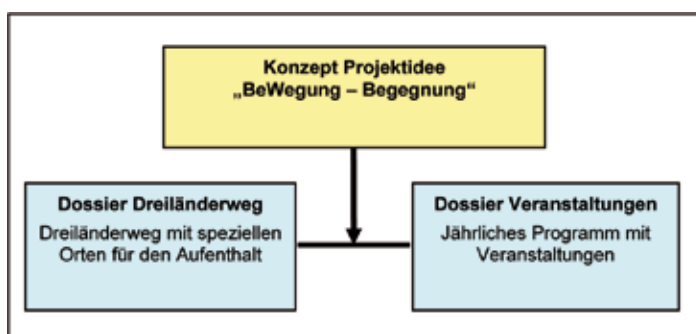 Konzept Projektidee
„BeWegung – Begegnung“
Dossier Dreiländerweg
Dreiländerweg mit speziellen
Orten für den Aufenthalt
Dossier Veranstaltungen
Jährliches Programm mit
Veranstaltungen